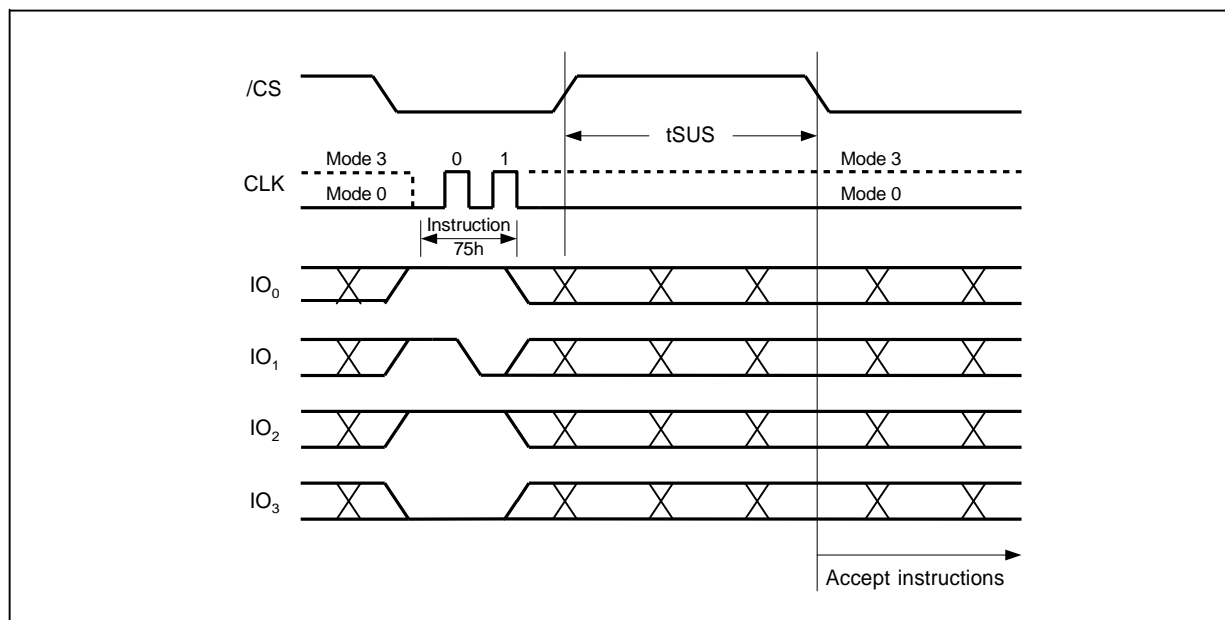 /CS
tSUS
Mode 3 0 1 Mode 3
CLK
Mode 0 Mode 0
Instruction
75h
IO₀
IO₁
IO₂
IO₃
Accept instructions